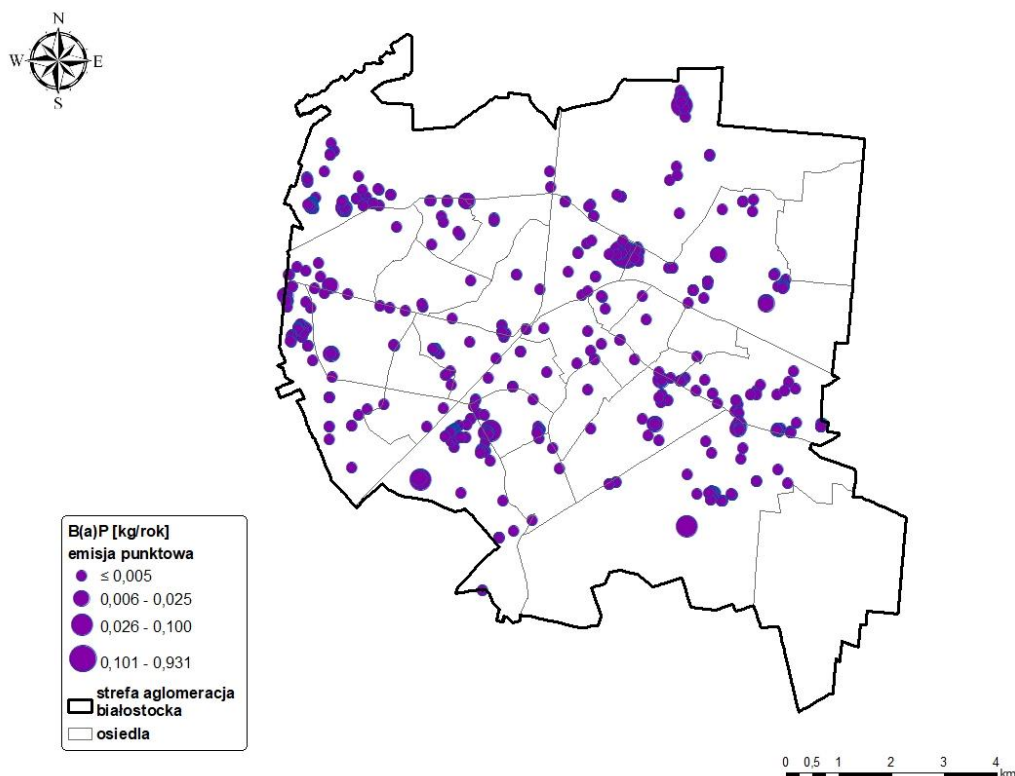 N
W E
S
B(a)P [kg/rok]
emisja punktowa
≤ 0,005
0,006 - 0,025
0,026 - 0,100
0,101 - 0,931
strefa aglomeracja
białostocka
osiedla
0 0,5 1 2 3 4
km